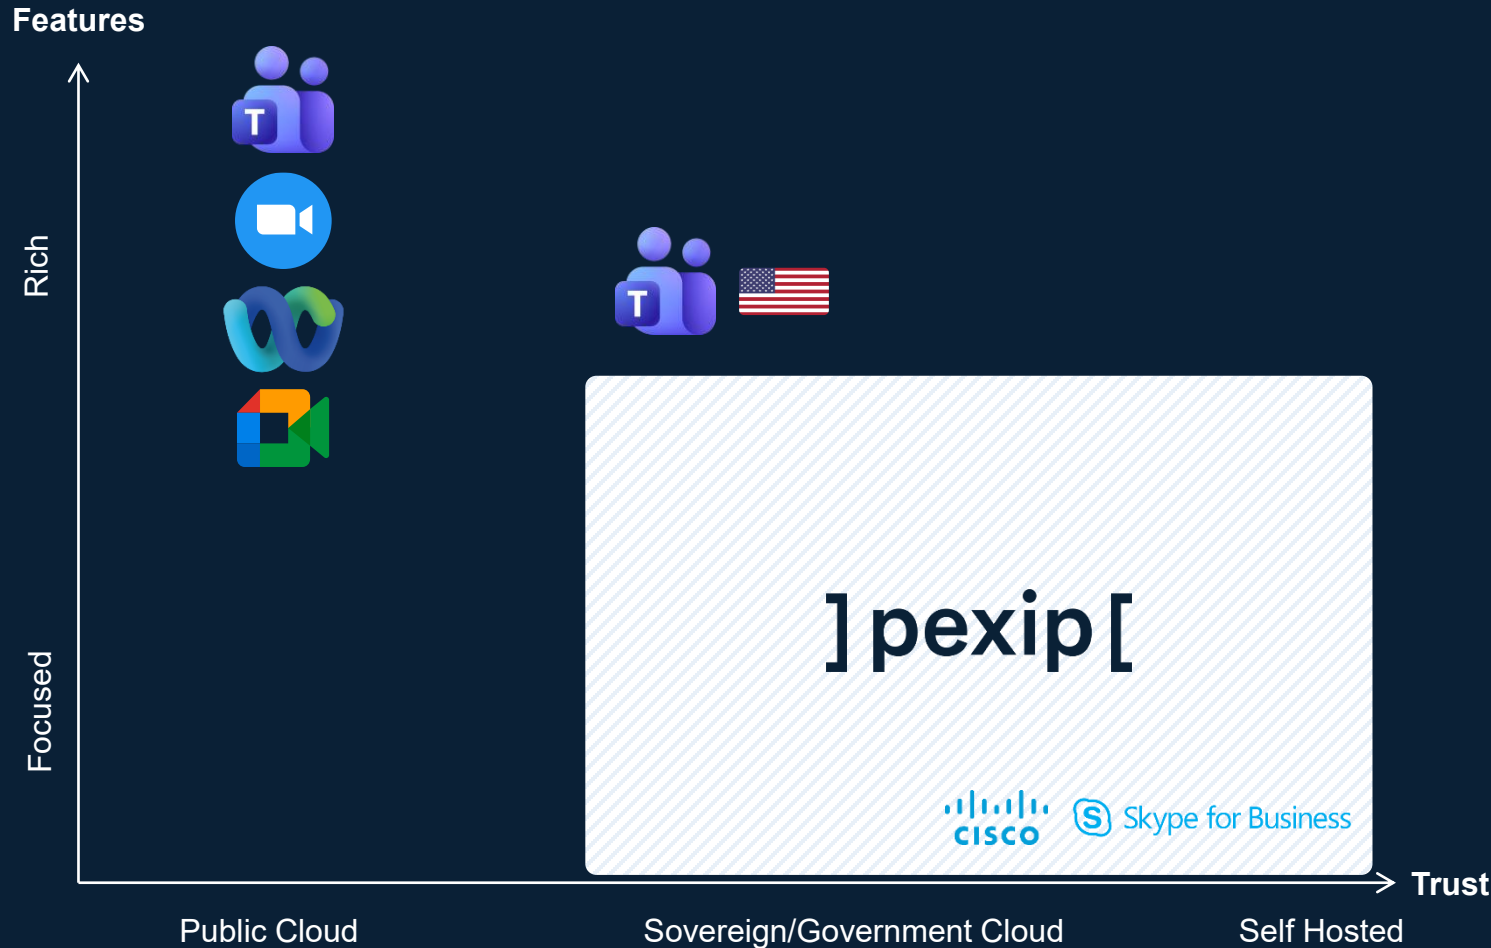 Features
T
Rich
T
Focused
]pexip[
CISCO
S Skype for Business
Trust
Public Cloud
Sovereign/Government Cloud
Self Hosted